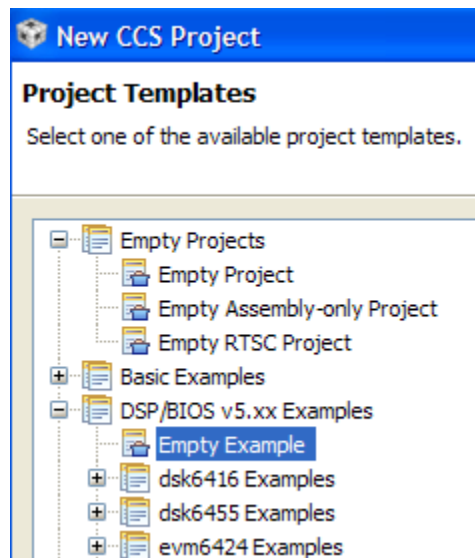 New CCS Project
Project Templates
Select one of the available project templates.
Empty Projects
Empty Project
Empty Assembly-only Project
Empty RTSC Project
Basic Examples
DSP/BIOS v5.xx Examples
Empty Example
dsk6416 Examples
dsk6455 Examples
evm6424 Examples